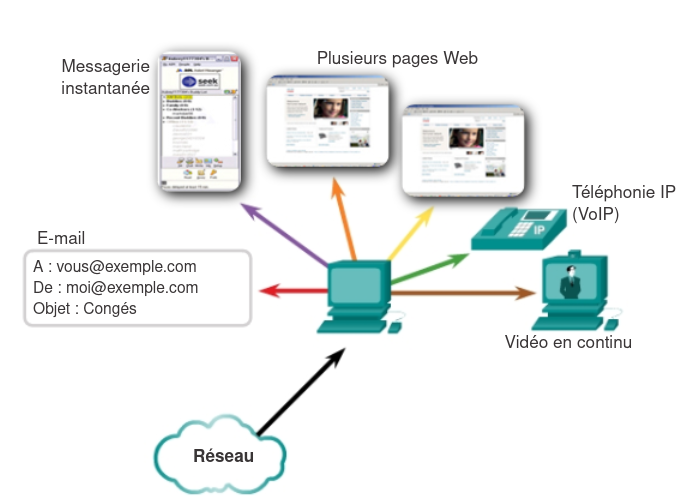 Messagerie
instantanée
Plusieurs pages Web
seek
Téléphonie IP
(VoIP)
IP
E-mail
A : vous@exemple.com
De : moi@exemple.com
Objet : Congés
Vidéo en continu
Réseau